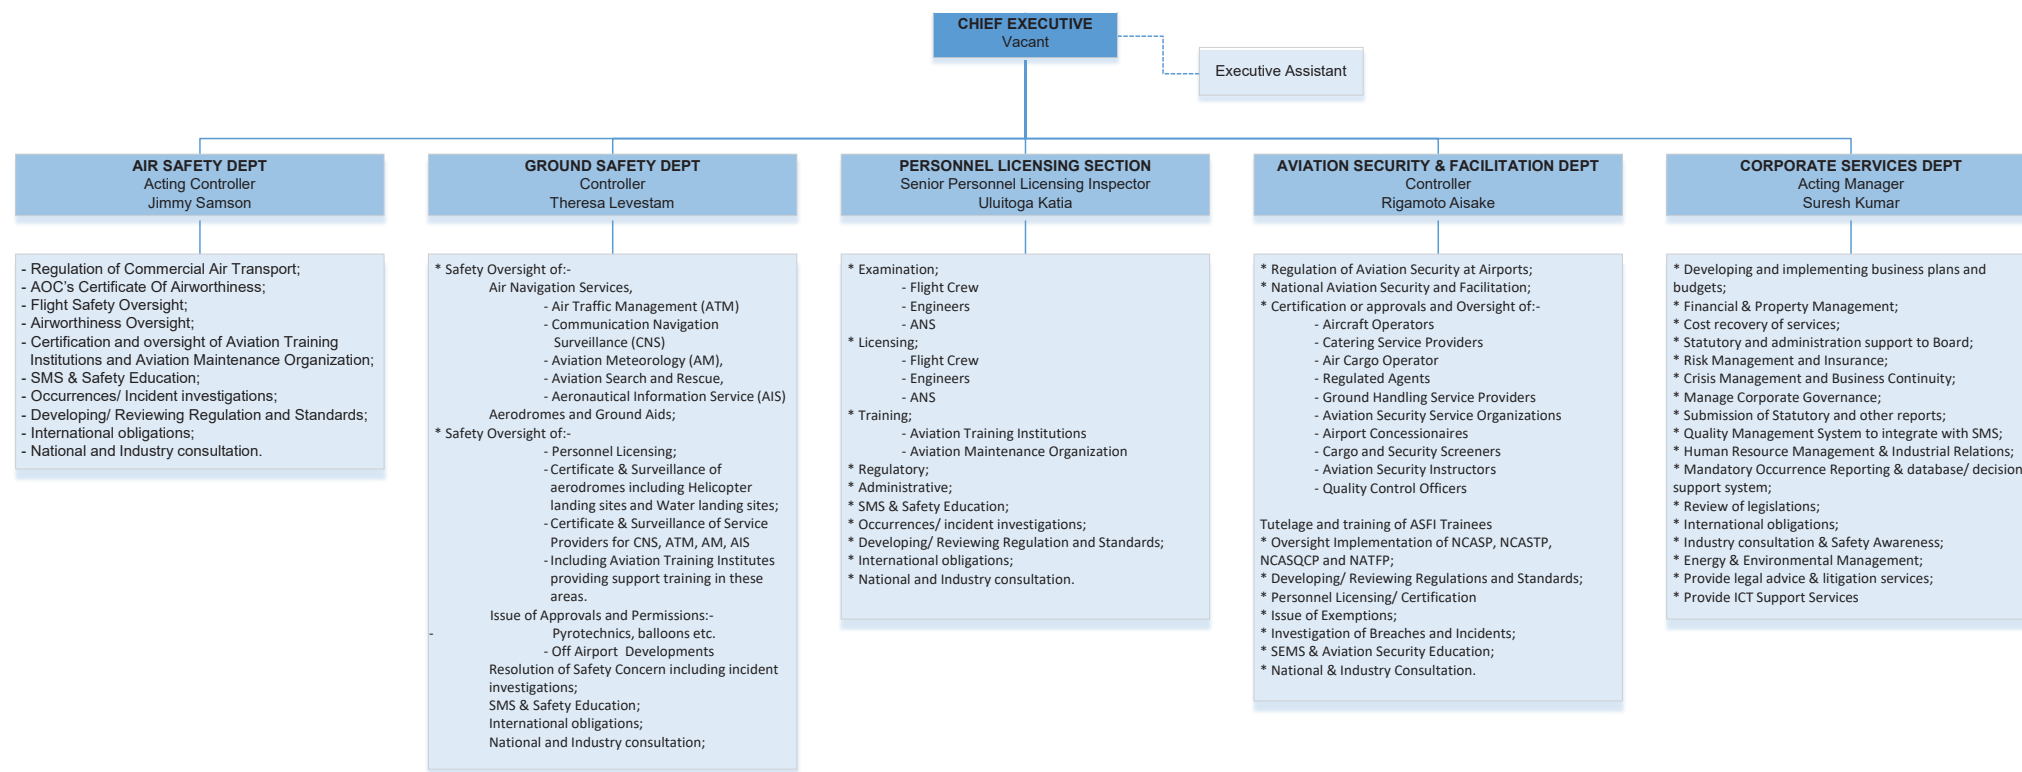 CHIEF EXECUTIVE
Vacant
Executive Assistant
AIR SAFETY DEPT
Acting Controller
Jimmy Samson
- Regulation of Commercial Air Transport;
- AOC's Certificate Of Airworthiness;
- Flight Safety Oversight;
- Airworthiness Oversight;
- Certification and oversight of Aviation Training
Institutions and Aviation Maintenance Organization;
- SMS & Safety Education;
- Occurrences/ Incident investigations;
- Developing/ Reviewing Regulation and Standards;
- International obligations;
- National and Industry consultation.
GROUND SAFETY DEPT
Controller
Theresa Levestam
* Safety Oversight of:-
Air Navigation Services,
- Air Traffic Management (ATM)
- Communication Navigation
Surveillance (CNS)
- Aviation Meteorology (AM),
- Aviation Search and Rescue,
- Aeronautical Information Service (AIS)
Aerodromes and Ground Aids;
* Safety Oversight of:-
- Personnel Licensing;
- Certificate & Surveillance of
aerodromes including Helicopter
landing sites and Water landing sites;
- Certificate & Surveillance of Service
Providers for CNS, ATM, AM, AIS
- Including Aviation Training Institutes
providing support training in these
areas.
Issue of Approvals and Permissions:-
- Pyrotechnics, balloons etc.
- Off Airport Developments
Resolution of Safety Concern including incident
investigations;
SMS & Safety Education;
International obligations;
National and Industry consultation;
PERSONNEL LICENSING SECTION
Senior Personnel Licensing Inspector
Uluitoga Katia
* Examination;
- Flight Crew
- Engineers
- ANS
* Licensing;
- Flight Crew
- Engineers
- ANS
* Training;
- Aviation Training Institutions
- Aviation Maintenance Organization
* Regulatory;
* Administrative;
* SMS & Safety Education;
* Occurrences/ incident investigations;
* Developing/ Reviewing Regulation and Standards;
* International obligations;
* National and Industry consultation.
AVIATION SECURITY & FACILITATION DEPT
Controller
Rigamoto Aisake
* Regulation of Aviation Security at Airports;
* National Aviation Security and Facilitation;
* Certification or approvals and Oversight of:-
- Aircraft Operators
- Catering Service Providers
- Air Cargo Operator
- Regulated Agents
- Ground Handling Service Providers
- Aviation Security Service Organizations
- Airport Concessionaires
- Cargo and Security Screeners
- Aviation Security Instructors
- Quality Control Officers
Tutelage and training of ASFI Trainees
* Oversight Implementation of NCASP, NCASTP,
NCASQCP and NATFP;
* Developing/ Reviewing Regulations and Standards;
* Personnel Licensing/ Certification
* Issue of Exemptions;
* Investigation of Breaches and Incidents;
* SEMS & Aviation Security Education;
* National & Industry Consultation.
CORPORATE SERVICES DEPT
Acting Manager
Suresh Kumar
* Developing and implementing business plans and
budgets;
* Financial & Property Management;
* Cost recovery of services;
* Statutory and administration support to Board;
* Risk Management and Insurance;
* Crisis Management and Business Continuity;
* Manage Corporate Governance;
* Submission of Statutory and other reports;
* Quality Management System to integrate with SMS;
* Human Resource Management & Industrial Relations;
* Mandatory Occurrence Reporting & database/ decision
support system;
* Review of legislations;
* International obligations;
* Industry consultation & Safety Awareness;
* Energy & Environmental Management;
* Provide legal advice & litigation services;
* Provide ICT Support Services